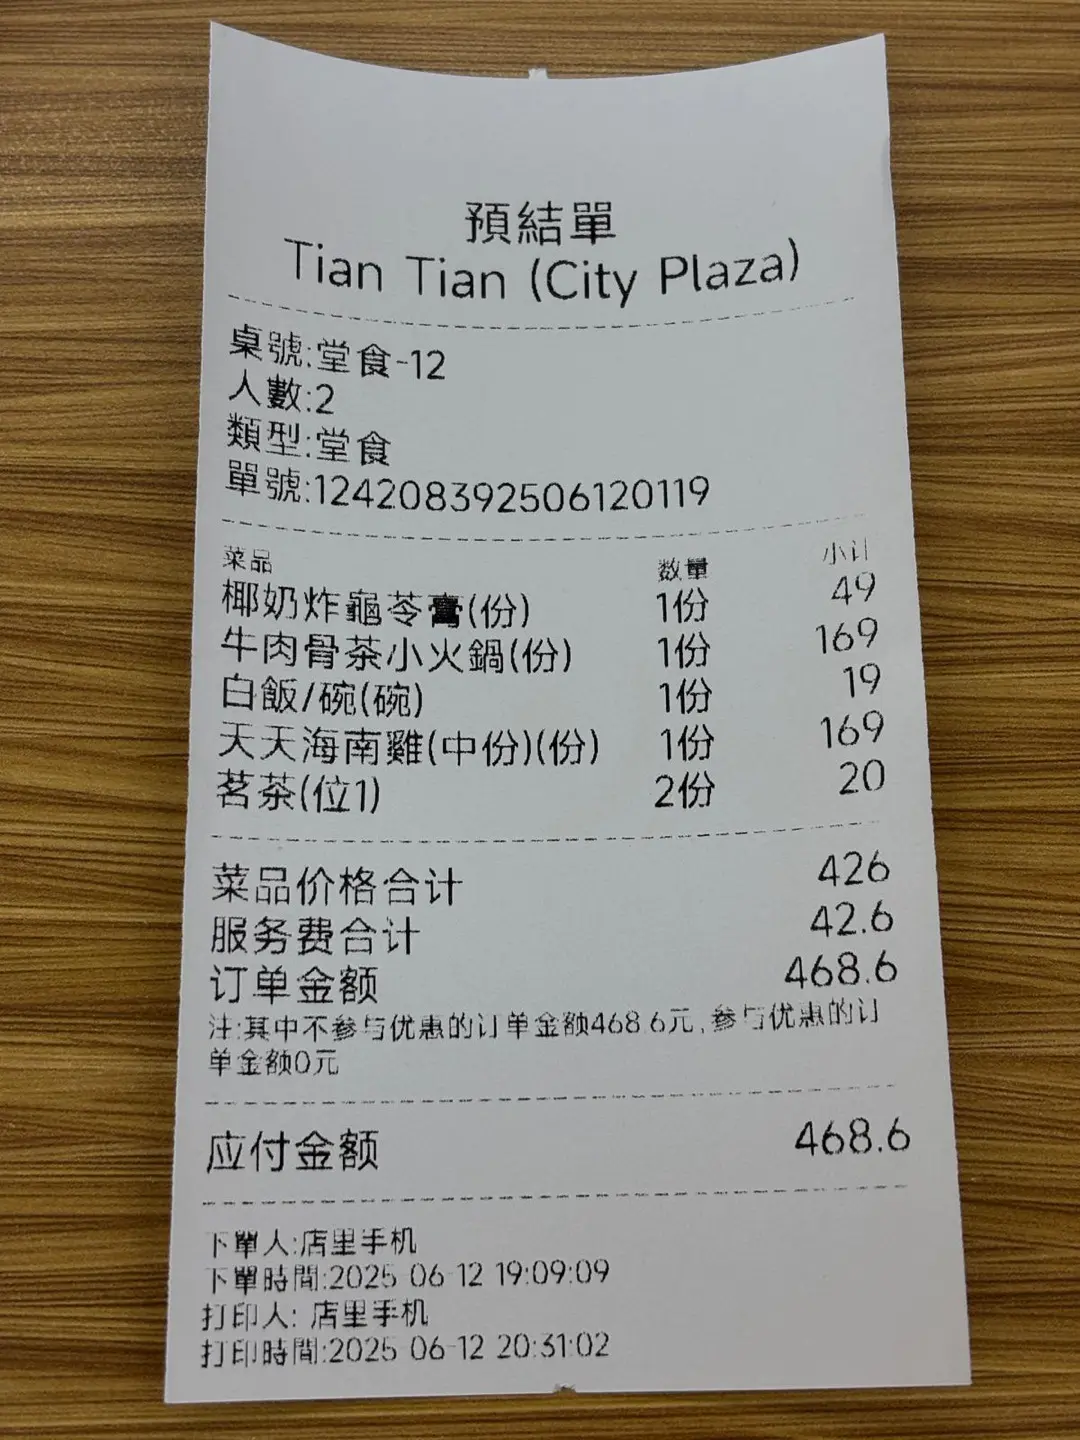 預結單
Tian Tian (City Plaza)
桌號:堂食-12
人數:2
類型:堂食
單號:124208392506120119
菜品 数量 小计
椰奶炸龜苓膏(份) 1份 49
牛肉骨茶小火鍋(份) 1份 169
白飯/碗(碗) 1份 19
天天海南雞(中份)(份) 1份 169
茗茶(位1) 2份 20
菜品价格合计 426
服务费合计 42.6
订单金额 468.6
注:其中不参与优惠的订单金额468.6元,参与优惠的订
单金额0元
应付金额 468.6
下單人:店里手机
下單時間:2025-06-12 19:09:09
打印人: 店里手机
打印時間:2025-06-12 20:31:02